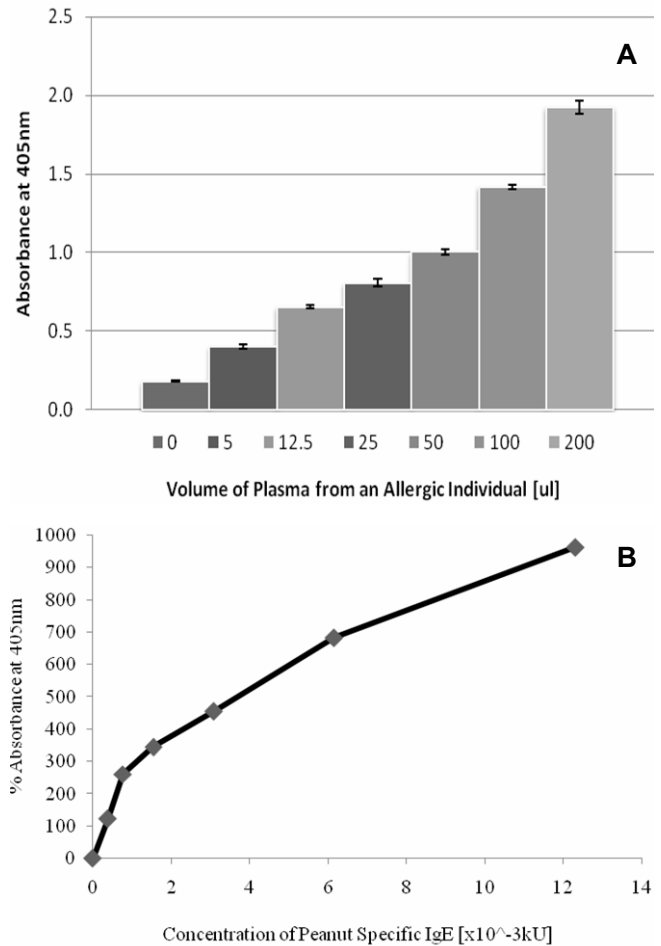 A
2.5
2.0
1.5
1.0
0.5
0.0
Absorbance at 405nm
0 5 12.5 25 50 100 200
Volume of Plasma from an Allergic Individual [ul]
B
1000
900
800
700
600
500
400
300
200
100
0
% Absorbance at 405nm
0 2 4 6 8 10 12 14
Concentration of Peanut Specific IgE [x10^-3kU]